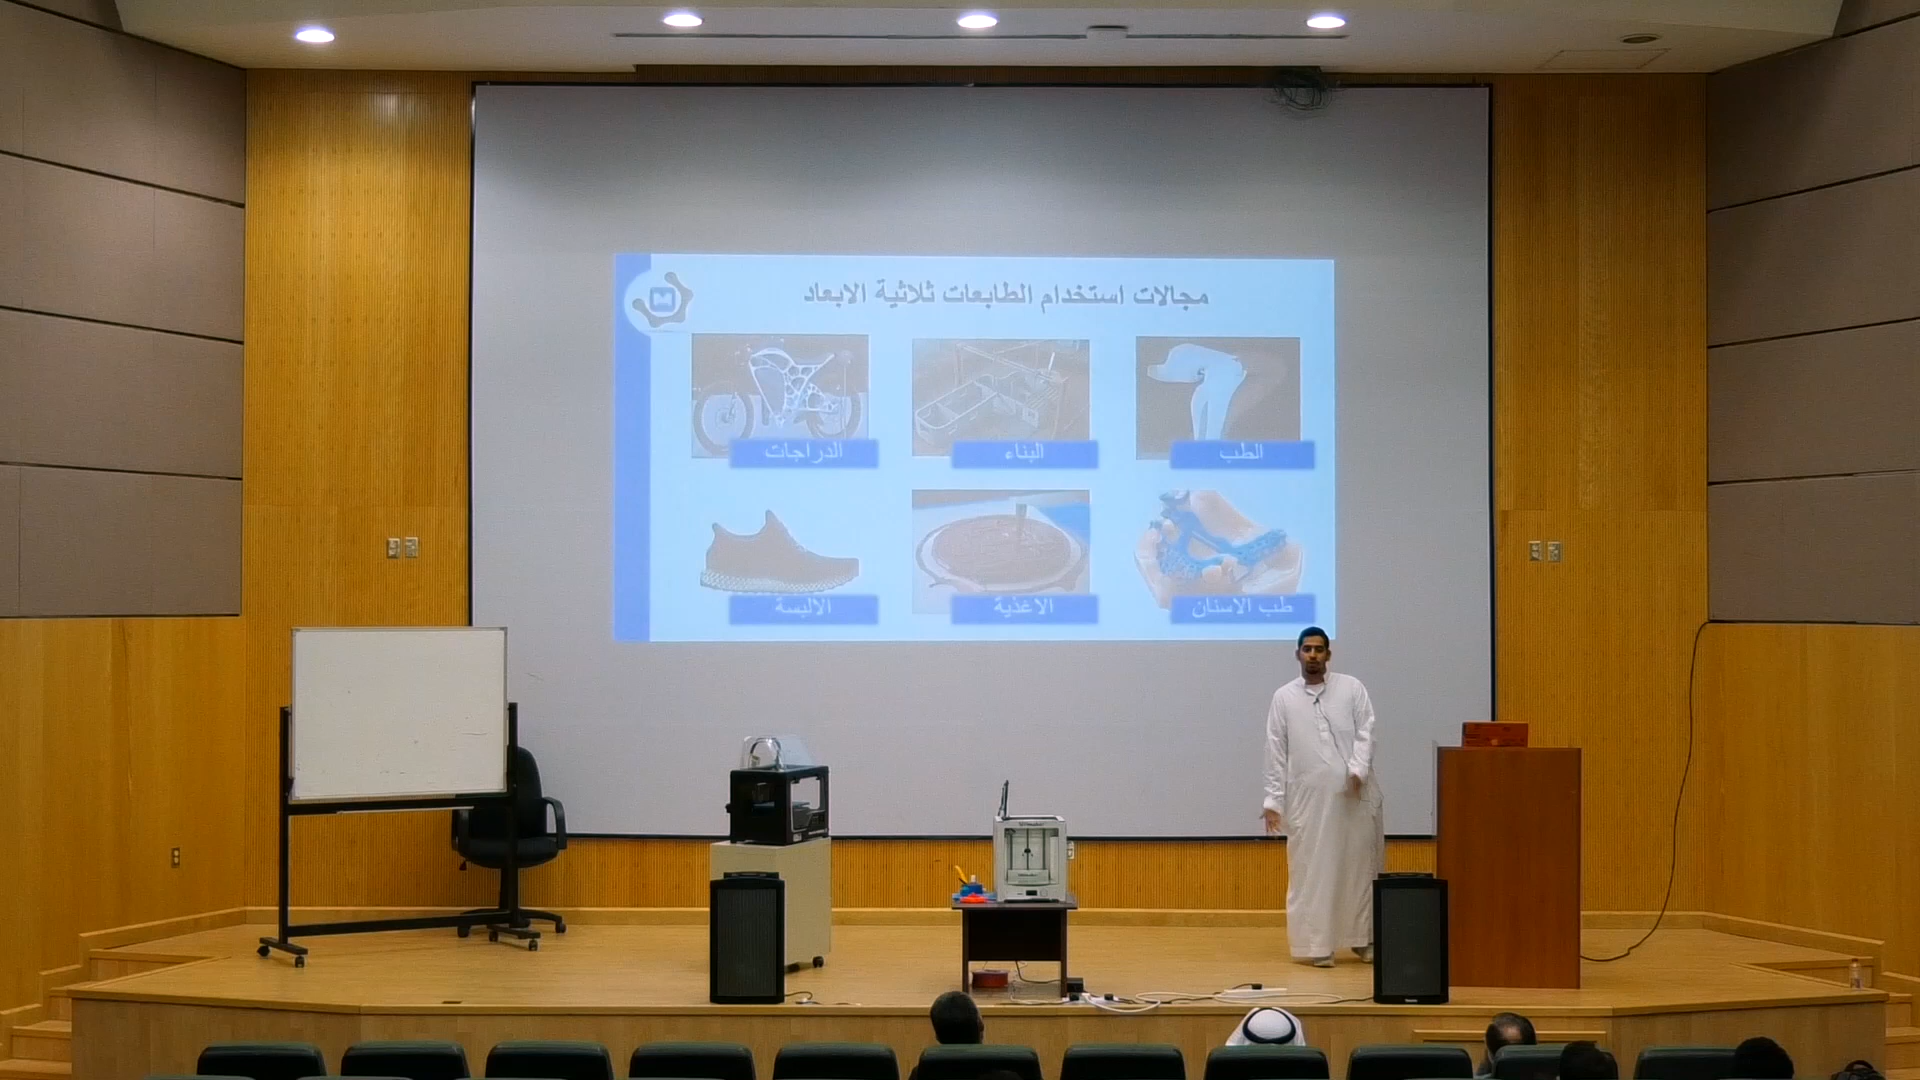 مجالات استخدام الطابعات ثلاثية الابعاد
الطب
البناء
الدراجات
طب الاسنان
الاغذية
الالبسة